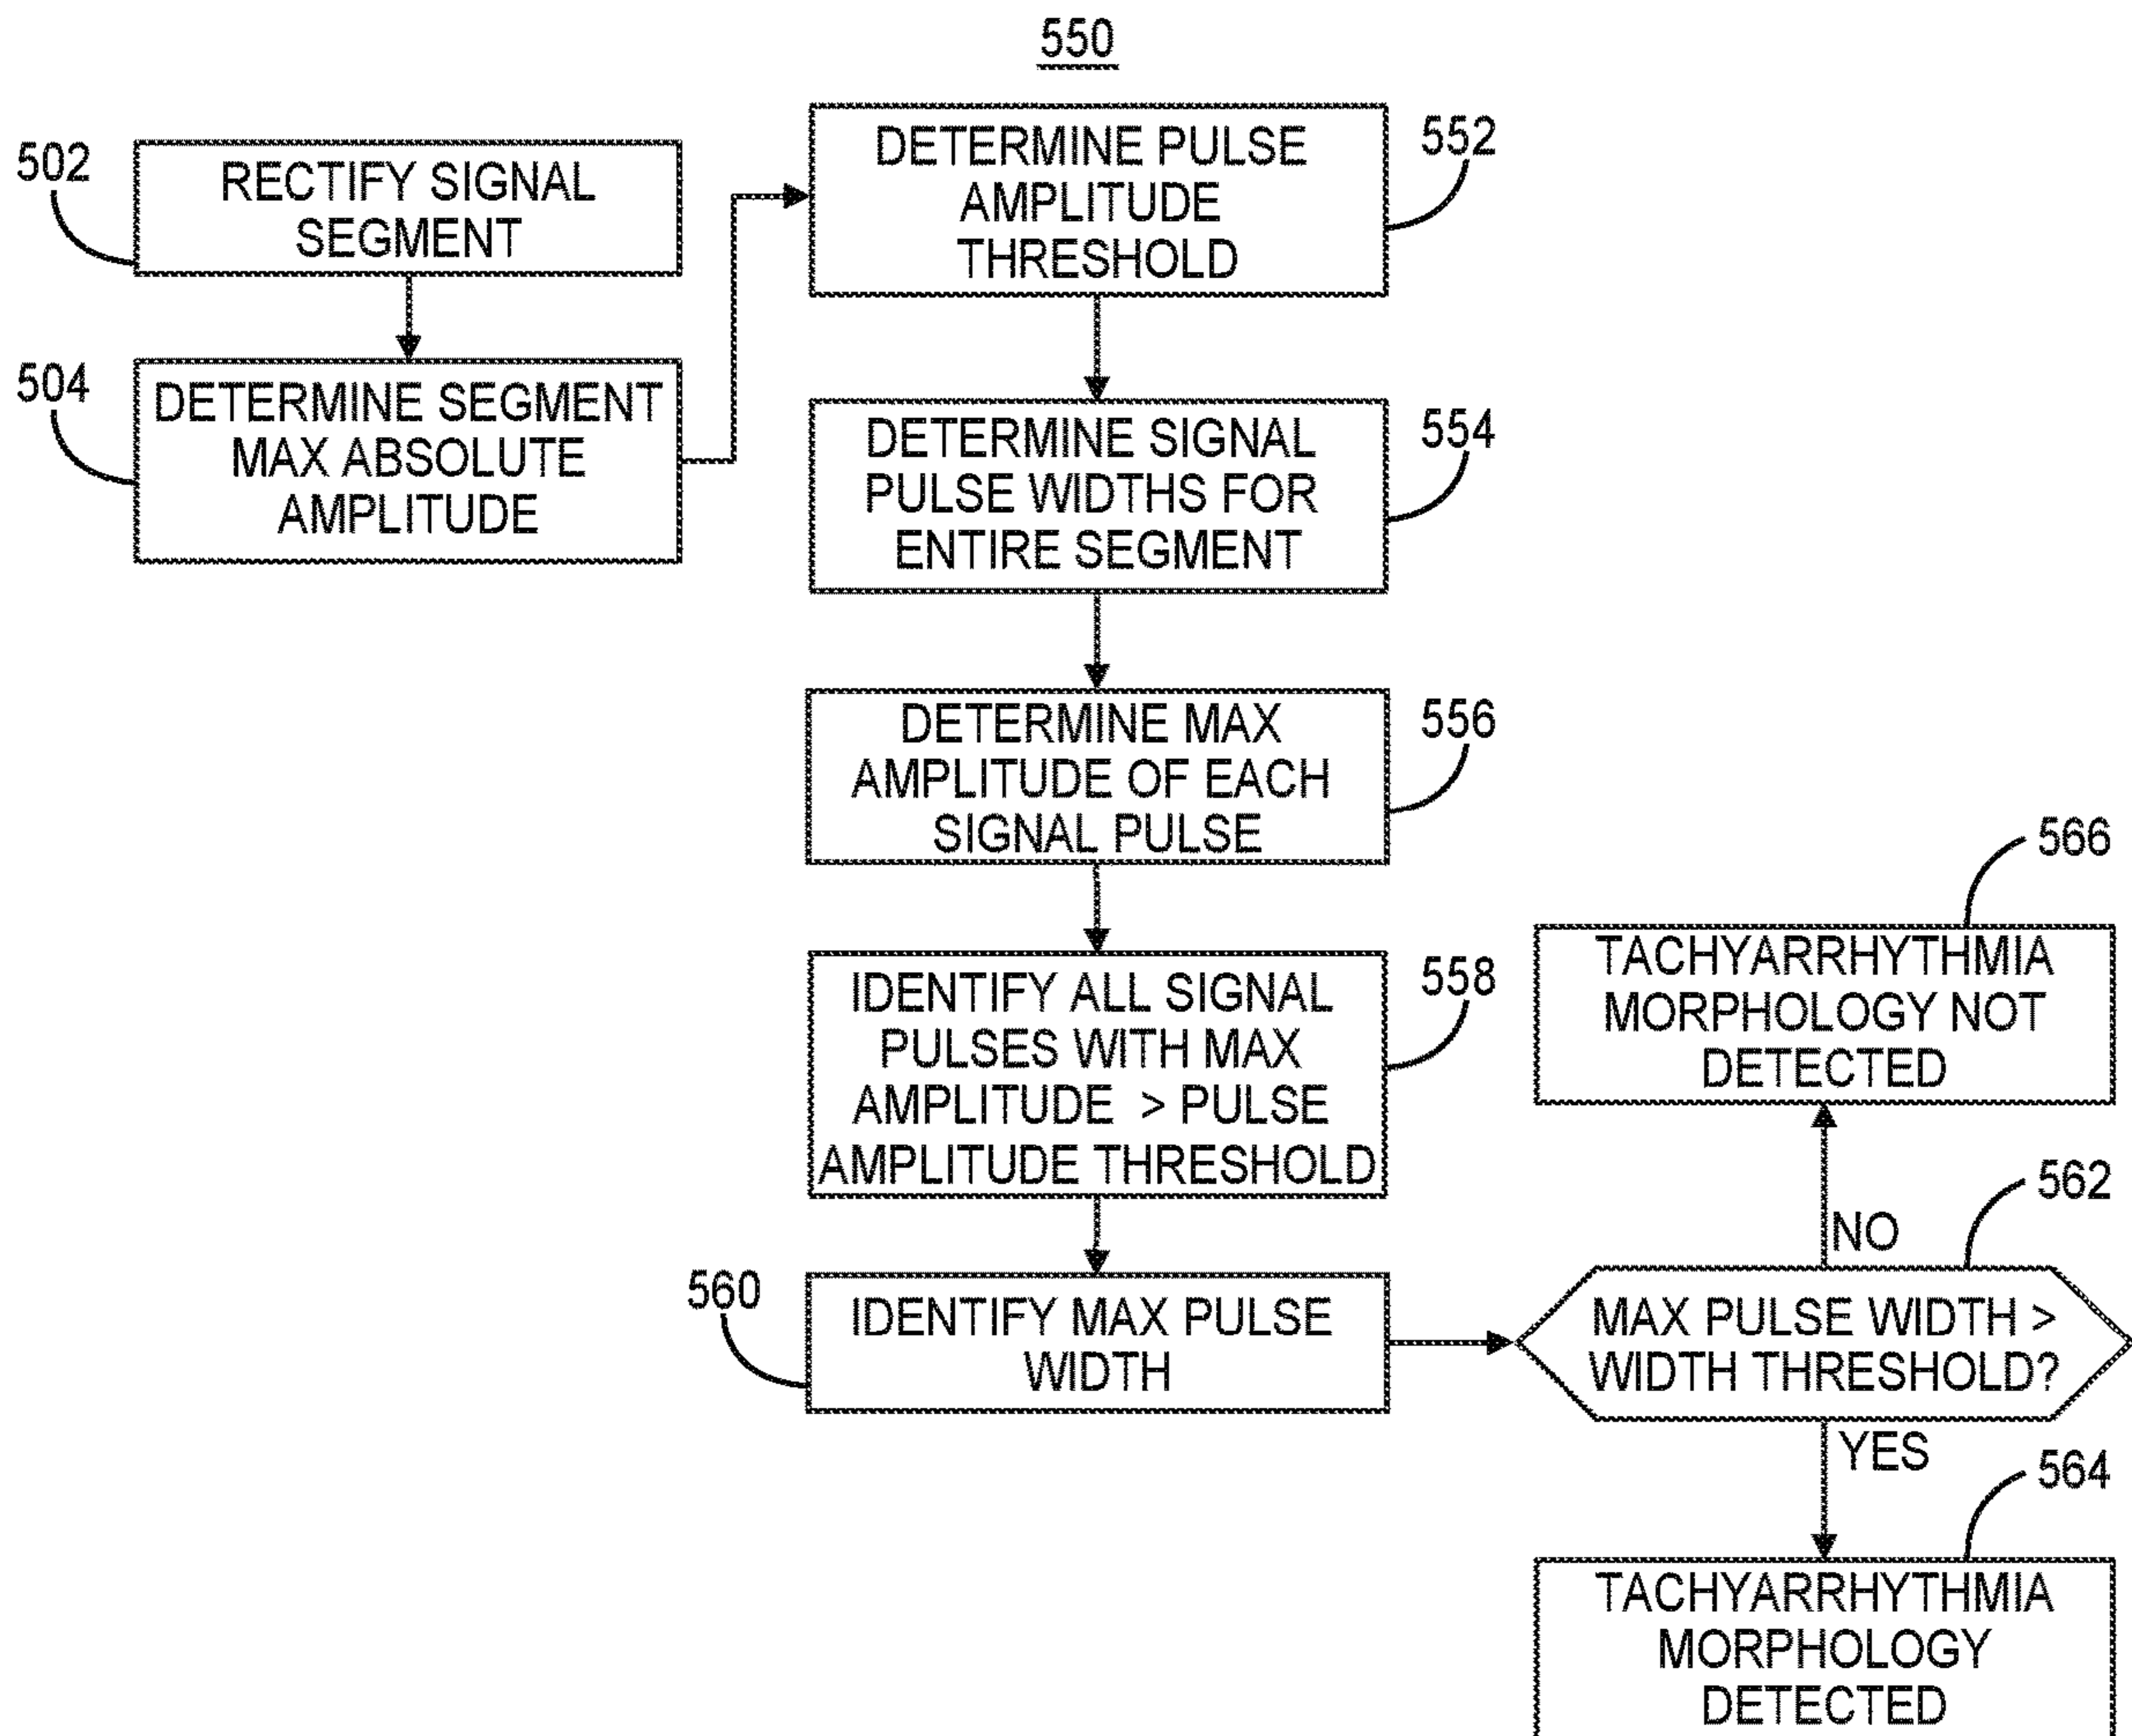 550
502
RECTIFY SIGNAL
SEGMENT
504
DETERMINE SEGMENT
MAX ABSOLUTE
AMPLITUDE
552
DETERMINE PULSE
AMPLITUDE
THRESHOLD
554
DETERMINE SIGNAL
PULSE WIDTHS FOR
ENTIRE SEGMENT
556
DETERMINE MAX
AMPLITUDE OF EACH
SIGNAL PULSE
558
IDENTIFY ALL SIGNAL
PULSES WITH MAX
AMPLITUDE > PULSE
AMPLITUDE THRESHOLD
560
IDENTIFY MAX PULSE
WIDTH
562
MAX PULSE WIDTH >
WIDTH THRESHOLD?
NO
566
TACHYARRHYTHMIA
MORPHOLOGY NOT
DETECTED
YES
564
TACHYARRHYTHMIA
MORPHOLOGY
DETECTED